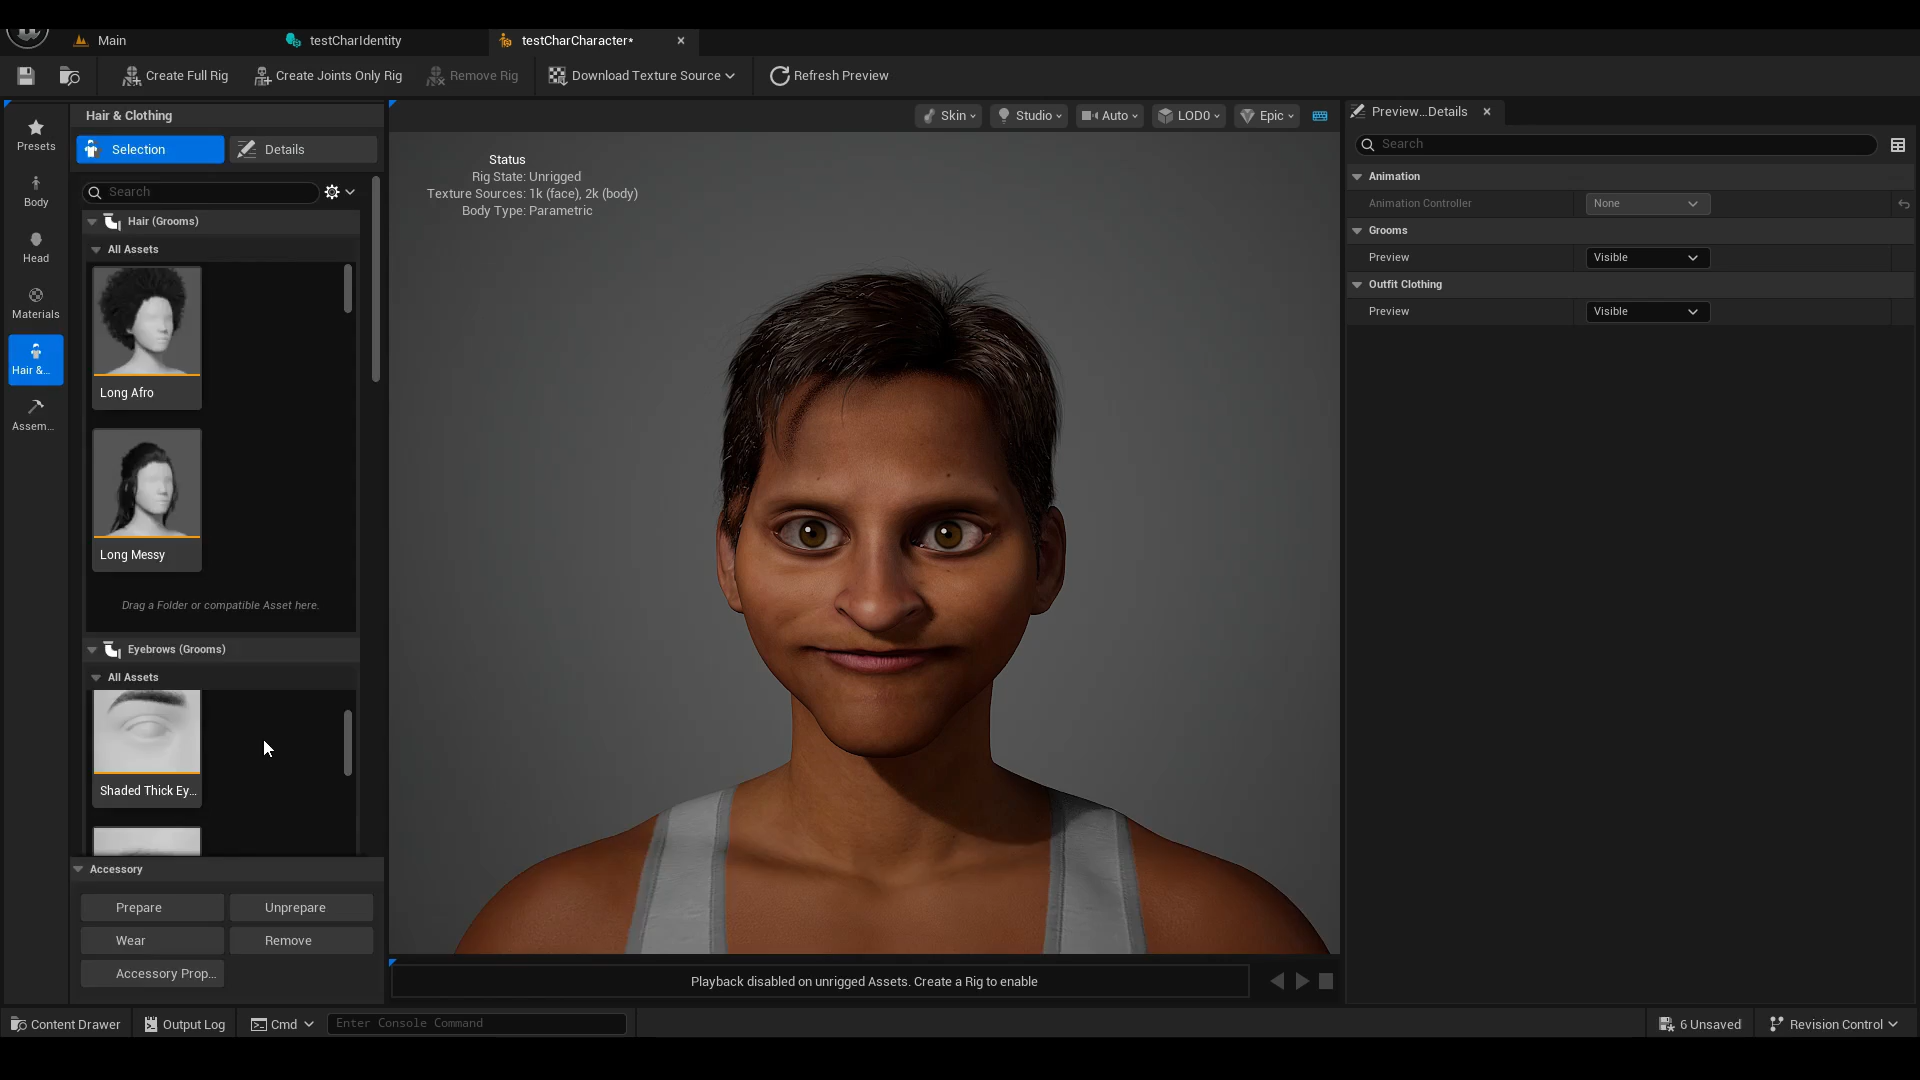 Main
testCharIdentity
testCharCharacter*
Create Full Rig
Create Joints Only Rig
Remove Rig
Download Texture Source
Refresh Preview
Presets
Body
Head
Materials
Hair &...
Assem...
Hair & Clothing
Selection
Details
Search
Hair (Grooms)
All Assets
Long Afro
Long Messy
Drag a Folder or compatible Asset here.
Eyebrows (Grooms)
All Assets
Shaded Thick Ey...
Accessory
Prepare
Unprepare
Wear
Remove
Accessory Prop...
Skin
Studio
Auto
LOD0
Epic
Status
Rig State: Unrigged
Texture Sources: 1k (face), 2k (body)
Body Type: Parametric
Playback disabled on unrigged Assets. Create a Rig to enable
Preview...Details
Search
Animation
Animation Controller
None
Grooms
Preview
Visible
Outfit Clothing
Preview
Visible
Content Drawer
Output Log
Cmd
Enter Console Command
6 Unsaved
Revision Control